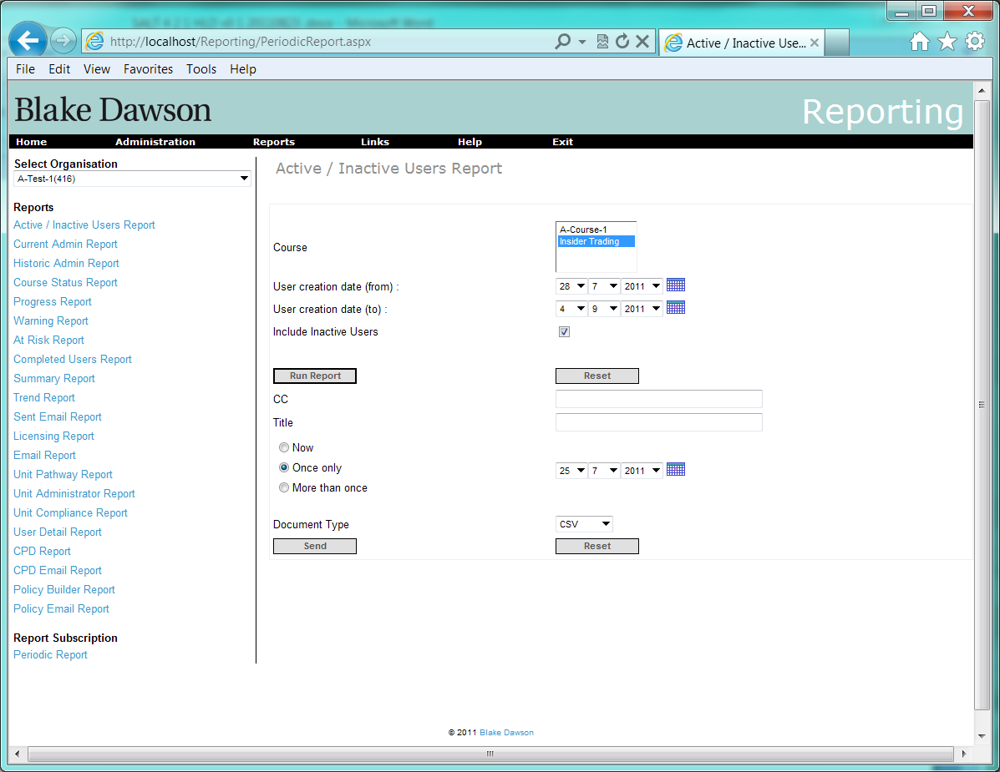 http://localhost/Reporting/PeriodicReport.aspx
Active / Inactive Use...
File Edit View Favorites Tools Help
Blake Dawson
Reporting
Home Administration Reports Links Help Exit
Select Organisation
A-Test-1(416)
Reports
Active / Inactive Users Report
Current Admin Report
Historic Admin Report
Course Status Report
Progress Report
Warning Report
At Risk Report
Completed Users Report
Summary Report
Trend Report
Sent Email Report
Licensing Report
Email Report
Unit Pathway Report
Unit Administrator Report
Unit Compliance Report
User Detail Report
CPD Report
CPD Email Report
Policy Builder Report
Policy Email Report
Report Subscription
Periodic Report
Active / Inactive Users Report
Course
A-Course-1
Insider Trading
User creation date (from) : 28 7 2011
User creation date (to) : 4 9 2011
Include Inactive Users
Run Report Reset
CC
Title
Now
Once only 25 7 2011
More than once
Document Type CSV
Send Reset
© 2011 Blake Dawson